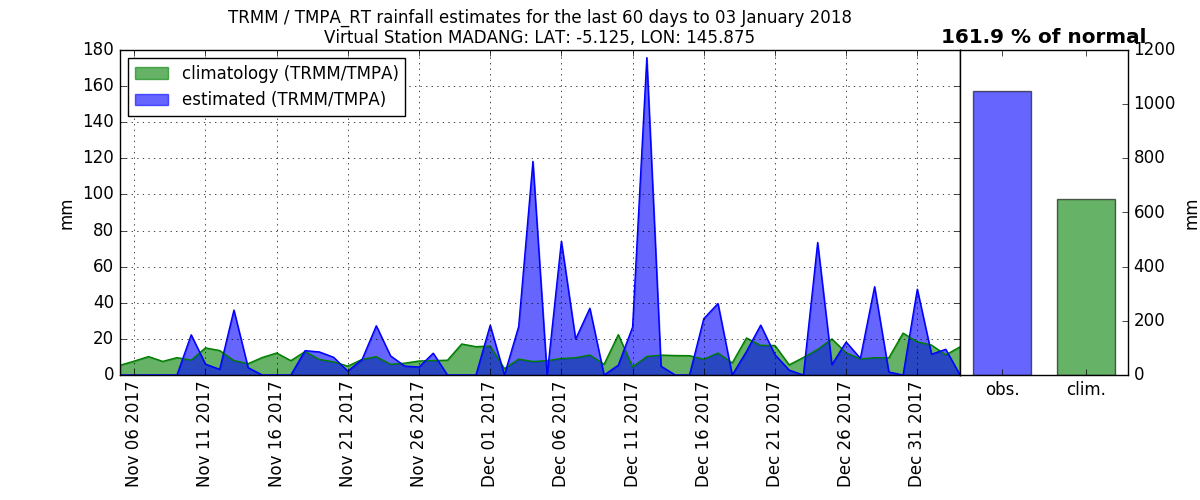 TRMM / TMPA_RT rainfall estimates for the last 60 days to 03 January 2018
Virtual Station MADANG: LAT: -5.125, LON: 145.875
161.9 % of normal
climatology (TRMM/TMPA)
estimated (TRMM/TMPA)
180
160
140
120
100
80
60
40
20
0
mm
Nov 06 2017
Nov 11 2017
Nov 16 2017
Nov 21 2017
Nov 26 2017
Dec 01 2017
Dec 06 2017
Dec 11 2017
Dec 16 2017
Dec 21 2017
Dec 26 2017
Dec 31 2017
obs.
clim.
1200
1000
800
600
400
200
0
mm